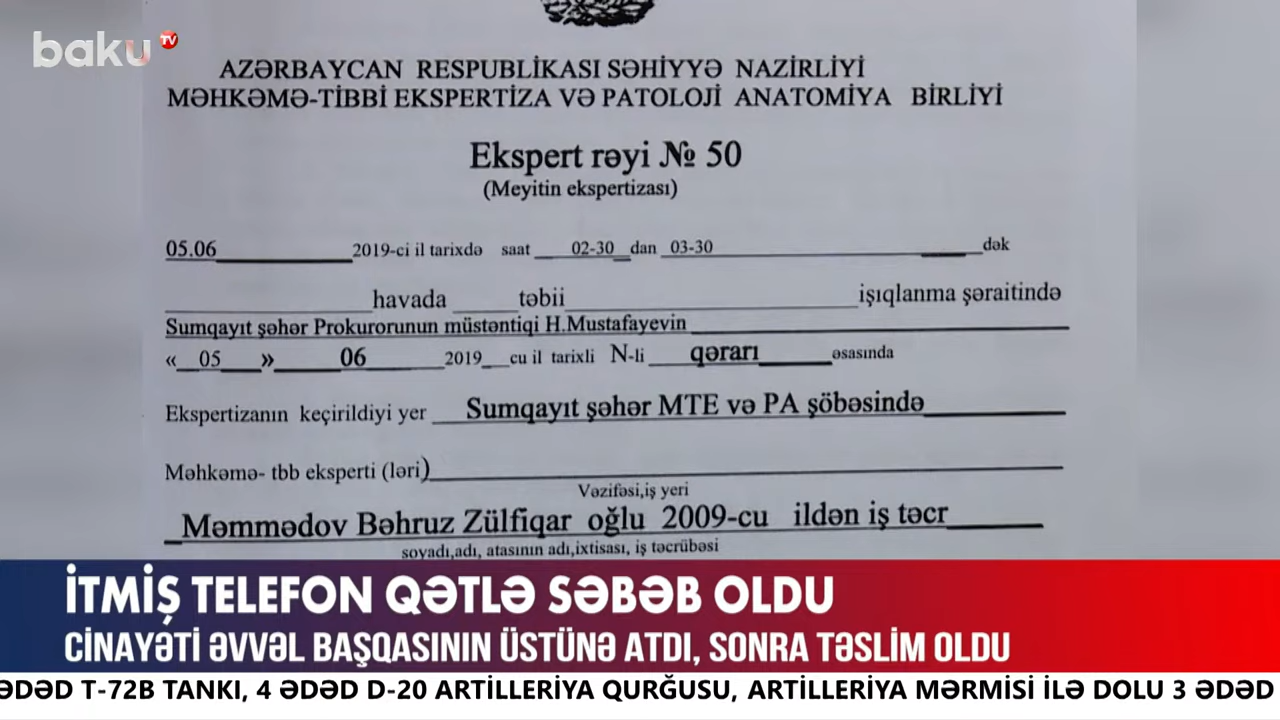 baku TV
AZƏRBAYCAN RESPUBLİKASI SƏHİYYƏ NAZİRLİYİ
MƏHKƏMƏ-TİBBİ EKSPERTİZA VƏ PATOLOJİ ANATOMİYA BİRLİYİ
Ekspert rəyi № 50
(Meyitin ekspertizası)
05.06 2019-ci il tarixdə saat 02-30 dan 03-30 dək
havada təbii işıqlanma şəraitində
Sumqayıt şəhər Prokurorunun müstəntiqi H.Mustafayevin
« 05 » 06 2019 cu il tarixli N-li qərarı əsasında
Ekspertizanın keçirildiyi yer Sumqayıt şəhər MTE və PA şöbəsində
Məhkəmə- tbb eksperti (ləri)
Vəzifəsi,iş yeri
Məmmədov Bəhruz Zülfiqar oğlu 2009-cu ildən iş təcr
soyadı,adı, atasının adı,ixtisası, iş təcrübəsi
İTMİŞ TELEFON QƏTLƏ SƏBƏB OLDU
CİNAYƏTİ ƏVVƏL BAŞQASININ ÜSTÜNƏ ATDI, SONRA TƏSLİM OLDU
ƏDƏD T-72B TANKI, 4 ƏDƏD D-20 ARTİLLERİYA QURĞUSU, ARTİLLERİYA MƏRMİSİ İLƏ DOLU 3 ƏDƏD